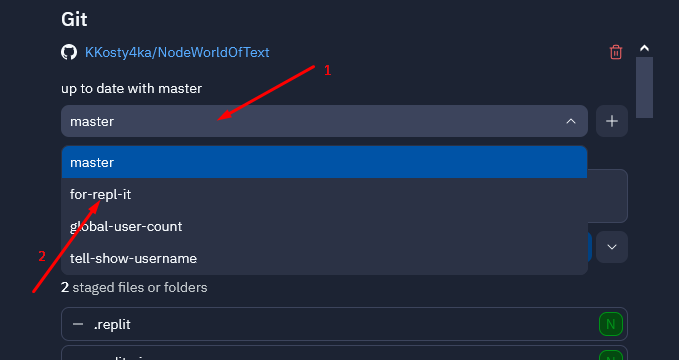 Git
KKosty4ka/NodeWorldOfText
1
up to date with master
master
master
for-repl-it
global-user-count
2
tell-show-username
2 staged files or folders
.replit
N
N